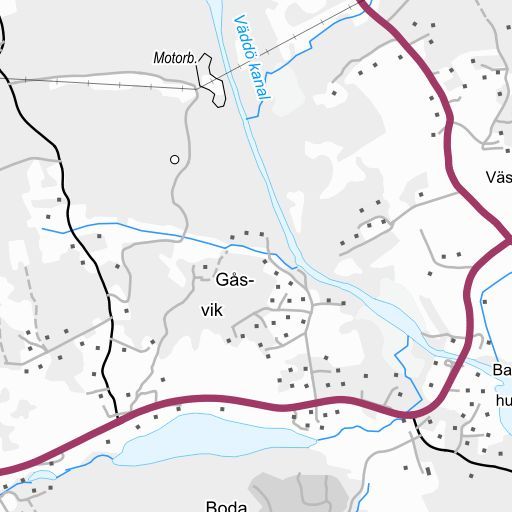 Väddö kanal
Motorb.
Väs
Gås-
vik
Ba
hu
Boda